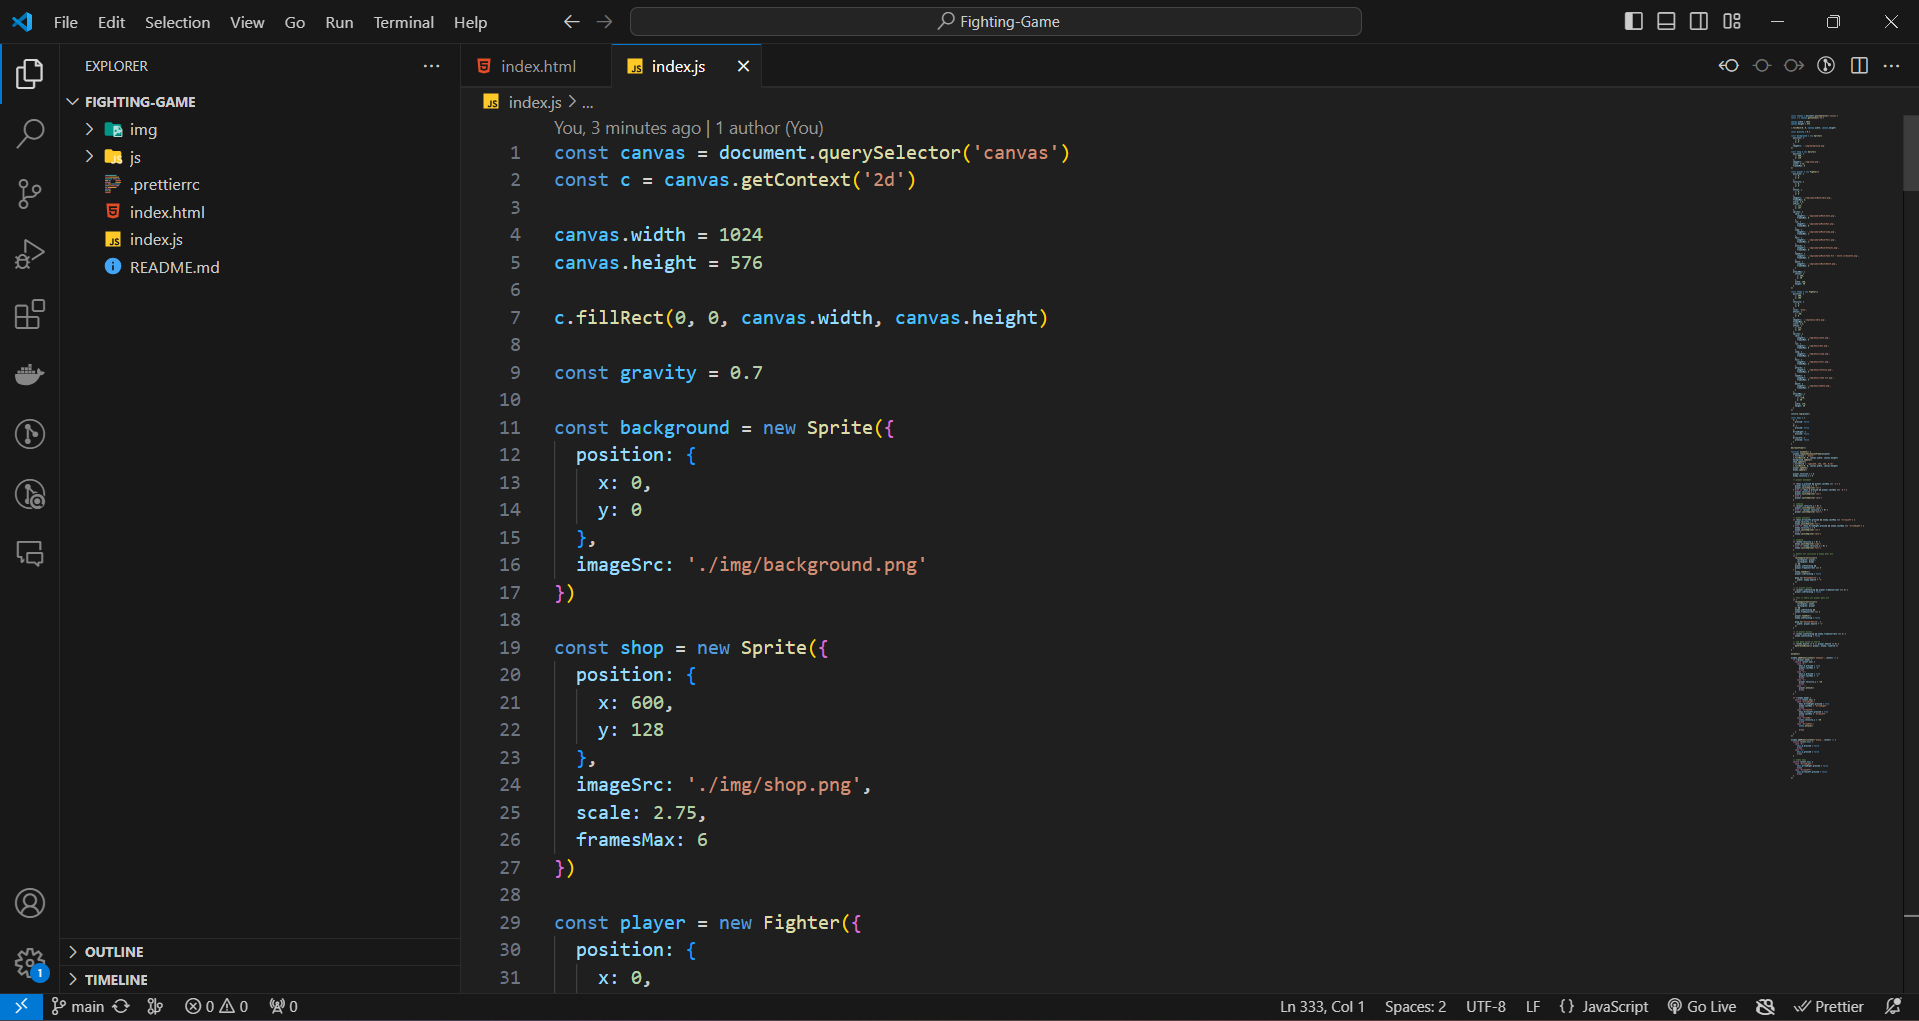 File Edit Selection View Go Run Terminal Help
Fighting-Game
EXPLORER
index.html
index.js
FIGHTING-GAME
img
js
.prettierrc
index.html
index.js
README.md
index.js > ...
You, 3 minutes ago | 1 author (You)
1 const canvas = document.querySelector('canvas')
2 const c = canvas.getContext('2d')
3
4 canvas.width = 1024
5 canvas.height = 576
6
7 c.fillRect(0, 0, canvas.width, canvas.height)
8
9 const gravity = 0.7
10
11 const background = new Sprite({
12 position: {
13 x: 0,
14 y: 0
15 },
16 imageSrc: './img/background.png'
17 })
18
19 const shop = new Sprite({
20 position: {
21 x: 600,
22 y: 128
23 },
24 imageSrc: './img/shop.png',
25 scale: 2.75,
26 framesMax: 6
27 })
28
29 const player = new Fighter({
30 position: {
31 x: 0,
OUTLINE
TIMELINE
1
main 0 0 0 Ln 333, Col 1 Spaces: 2 UTF-8 LF {} JavaScript Go Live Prettier